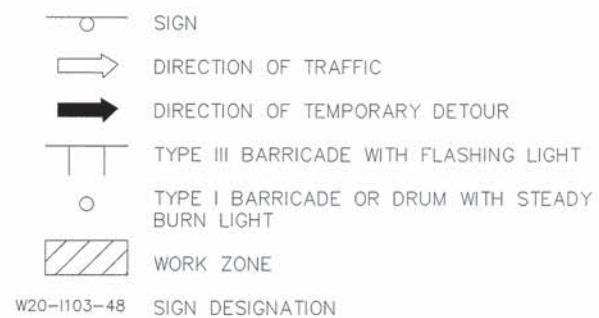 SIGN
DIRECTION OF TRAFFIC
DIRECTION OF TEMPORARY DETOUR
TYPE III BARRICADE WITH FLASHING LIGHT
TYPE I BARRICADE OR DRUM WITH STEADY
BURN LIGHT
WORK ZONE
W20-I103-48 SIGN DESIGNATION